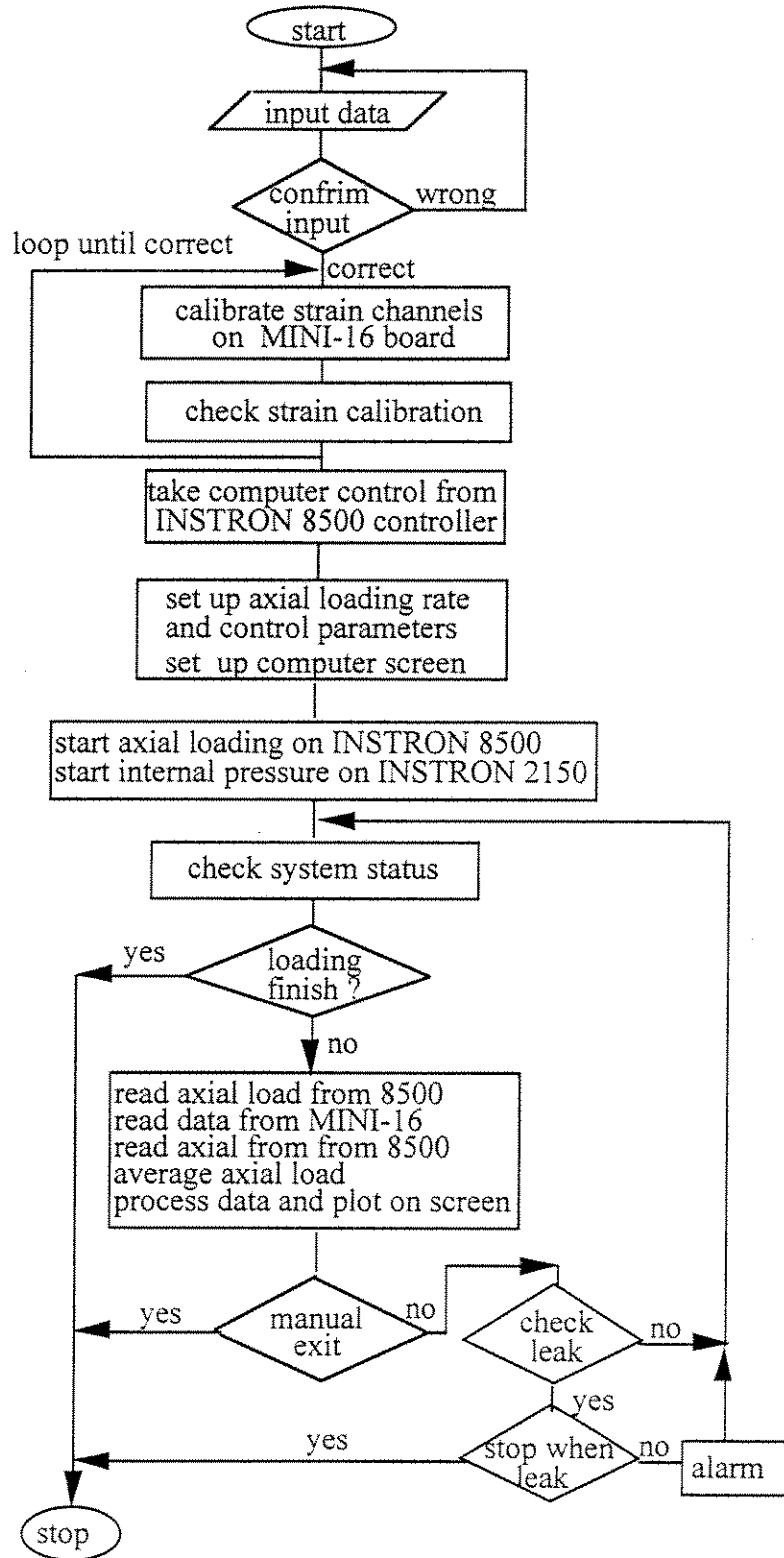 start
input data
confrim
input
wrong
loop until correct
correct
calibrate strain channels
on MINI-16 board
check strain calibration
take computer control from
INSTRON 8500 controller
set up axial loading rate
and control parameters
set up computer screen
start axial loading on INSTRON 8500
start internal pressure on INSTRON 2150
check system status
yes
loading
finish ?
no
read axial load from 8500
read data from MINI-16
read axial from from 8500
average axial load
process data and plot on screen
yes
manual
exit
no
check
leak
no
yes
yes
stop when
leak
no
alarm
stop